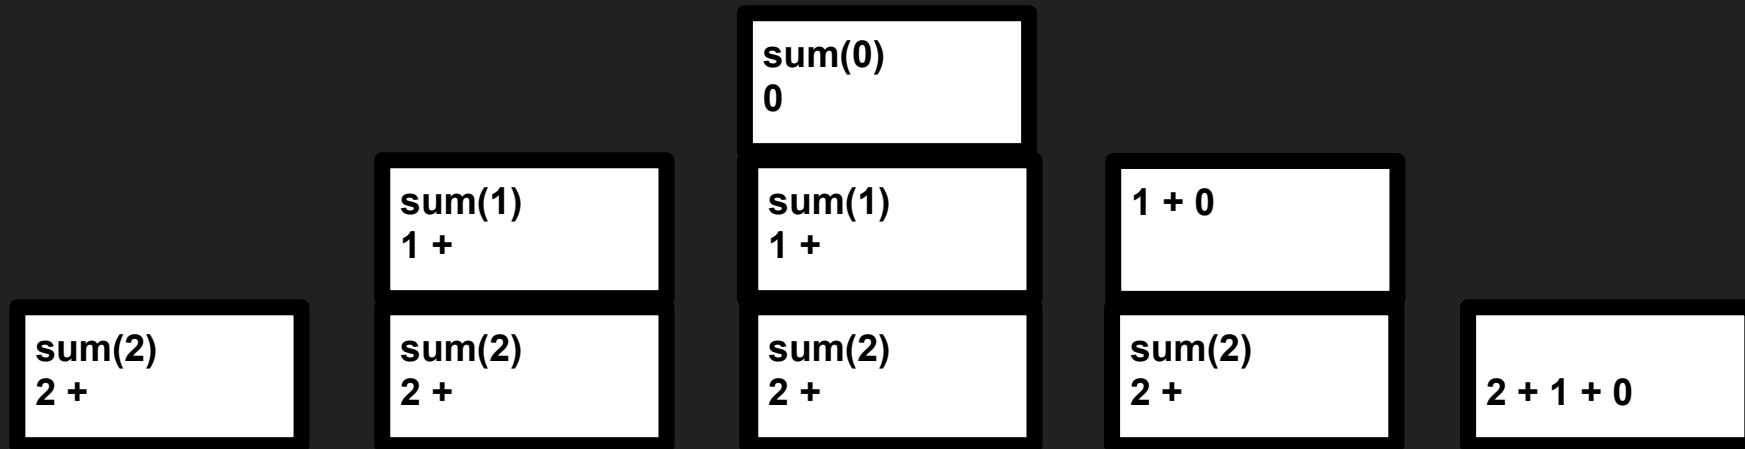 sum(0)
0
sum(1)
1 +
sum(1)
1 +
1 + 0
sum(2)
2 +
sum(2)
2 +
sum(2)
2 +
sum(2)
2 +
2 + 1 + 0